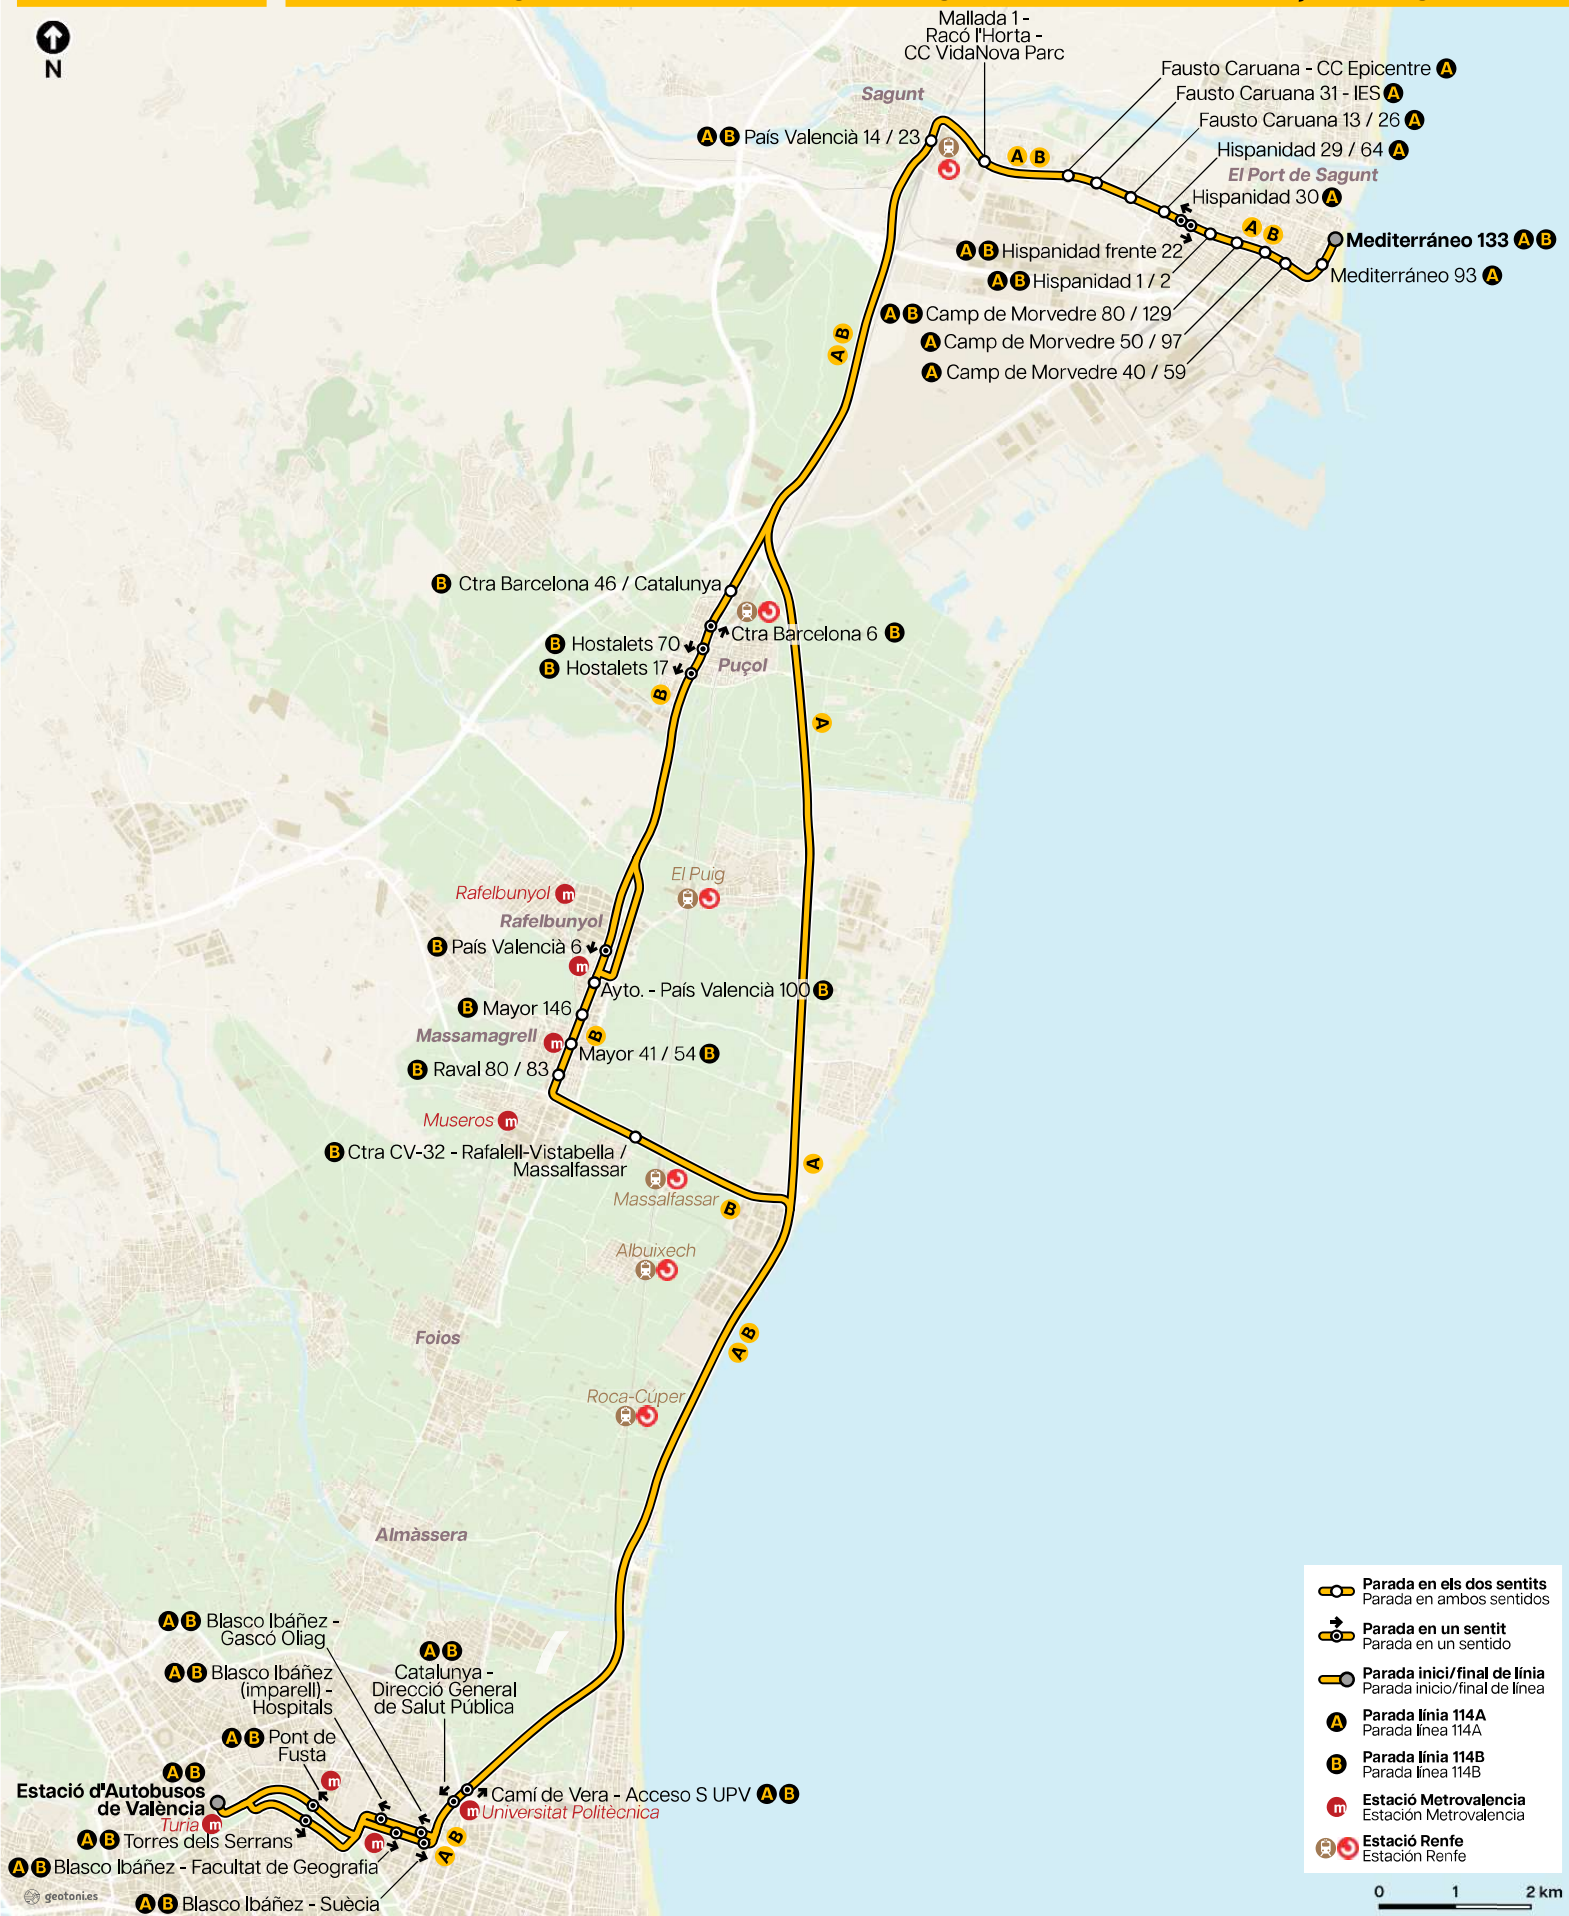 N
Mallada 1 -
Racó l'Horta -
CC VidaNova Parc
Sagunt
Fausto Caruana - CC Epicentre A
Fausto Caruana 31 - IES A
Fausto Caruana 13 / 26 A
Hispanidad 29 / 64 A
El Port de Sagunt
Hispanidad 30 A
A B País Valencià 14 / 23
A B
A B
Mediterráneo 133 A B
Mediterráneo 93 A
A B Hispanidad frente 22
A B Hispanidad 1 / 2
A B Camp de Morvedre 80 / 129
A Camp de Morvedre 50 / 97
A Camp de Morvedre 40 / 59
A B
B Ctra Barcelona 46 / Catalunya
Ctra Barcelona 6 B
B Hostalets 70
B Hostalets 17
Puçol
B
A
El Puig
Rafelbunyol m
Rafelbunyol
B País Valencià 6
m
Ayto. - País Valencià 100 B
B Mayor 146
Massamagrell m
B
Mayor 41 / 54 B
B Raval 80 / 83
Museros m
B Ctra CV-32 - Rafalell-Vistabella /
Massalfassar
A
Massalfassar
B
Albuixech
A B
Foios
Roca-Cúper
Almàssera
A B Blasco Ibáñez -
Gascó Oliag
A B Blasco Ibáñez
(imparell) -
Hospitals
A B
Catalunya -
Direcció General
de Salut Pública
A B Pont de
Fusta
m
A B
Estació d'Autobusos
de València
Turia m
Camí de Vera - Acceso S UPV A B
m Universitat Politècnica
A B Torres dels Serrans
m
A B
A B Blasco Ibáñez - Facultat de Geografia
A B Blasco Ibáñez - Suècia
geotoni.es
Parada en els dos sentits
Parada en ambos sentidos
Parada en un sentit
Parada en un sentido
Parada inici/final de línia
Parada inicio/final de línea
A Parada línia 114A
Parada línea 114A
B Parada línia 114B
Parada línea 114B
m Estació Metrovalencia
Estación Metrovalencia
Estació Renfe
Estación Renfe
0 1 2 km